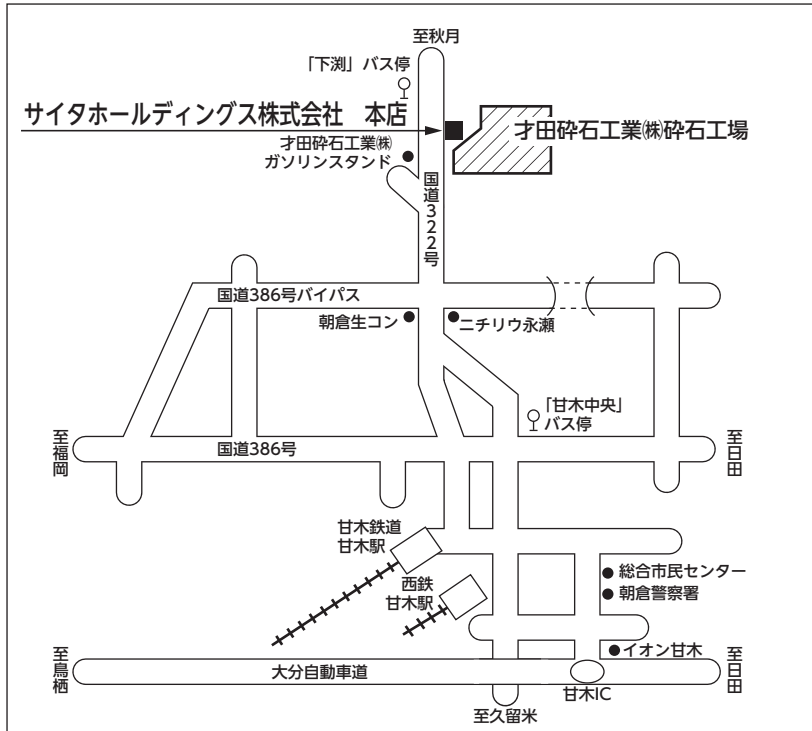 至秋月
「下渕」バス停
サイタホールディングス株式会社　本店
才田砕石工業㈱砕石工場
才田砕石工業㈱
ガソリンスタンド
国道322号
国道386号バイパス
朝倉生コン
ニチリウ永瀬
「甘木中央」
バス停
至福岡
国道386号
至日田
甘木鉄道
甘木駅
西鉄
甘木駅
総合市民センター
朝倉警察署
イオン甘木
至鳥栖
大分自動車道
至日田
甘木IC
至久留米